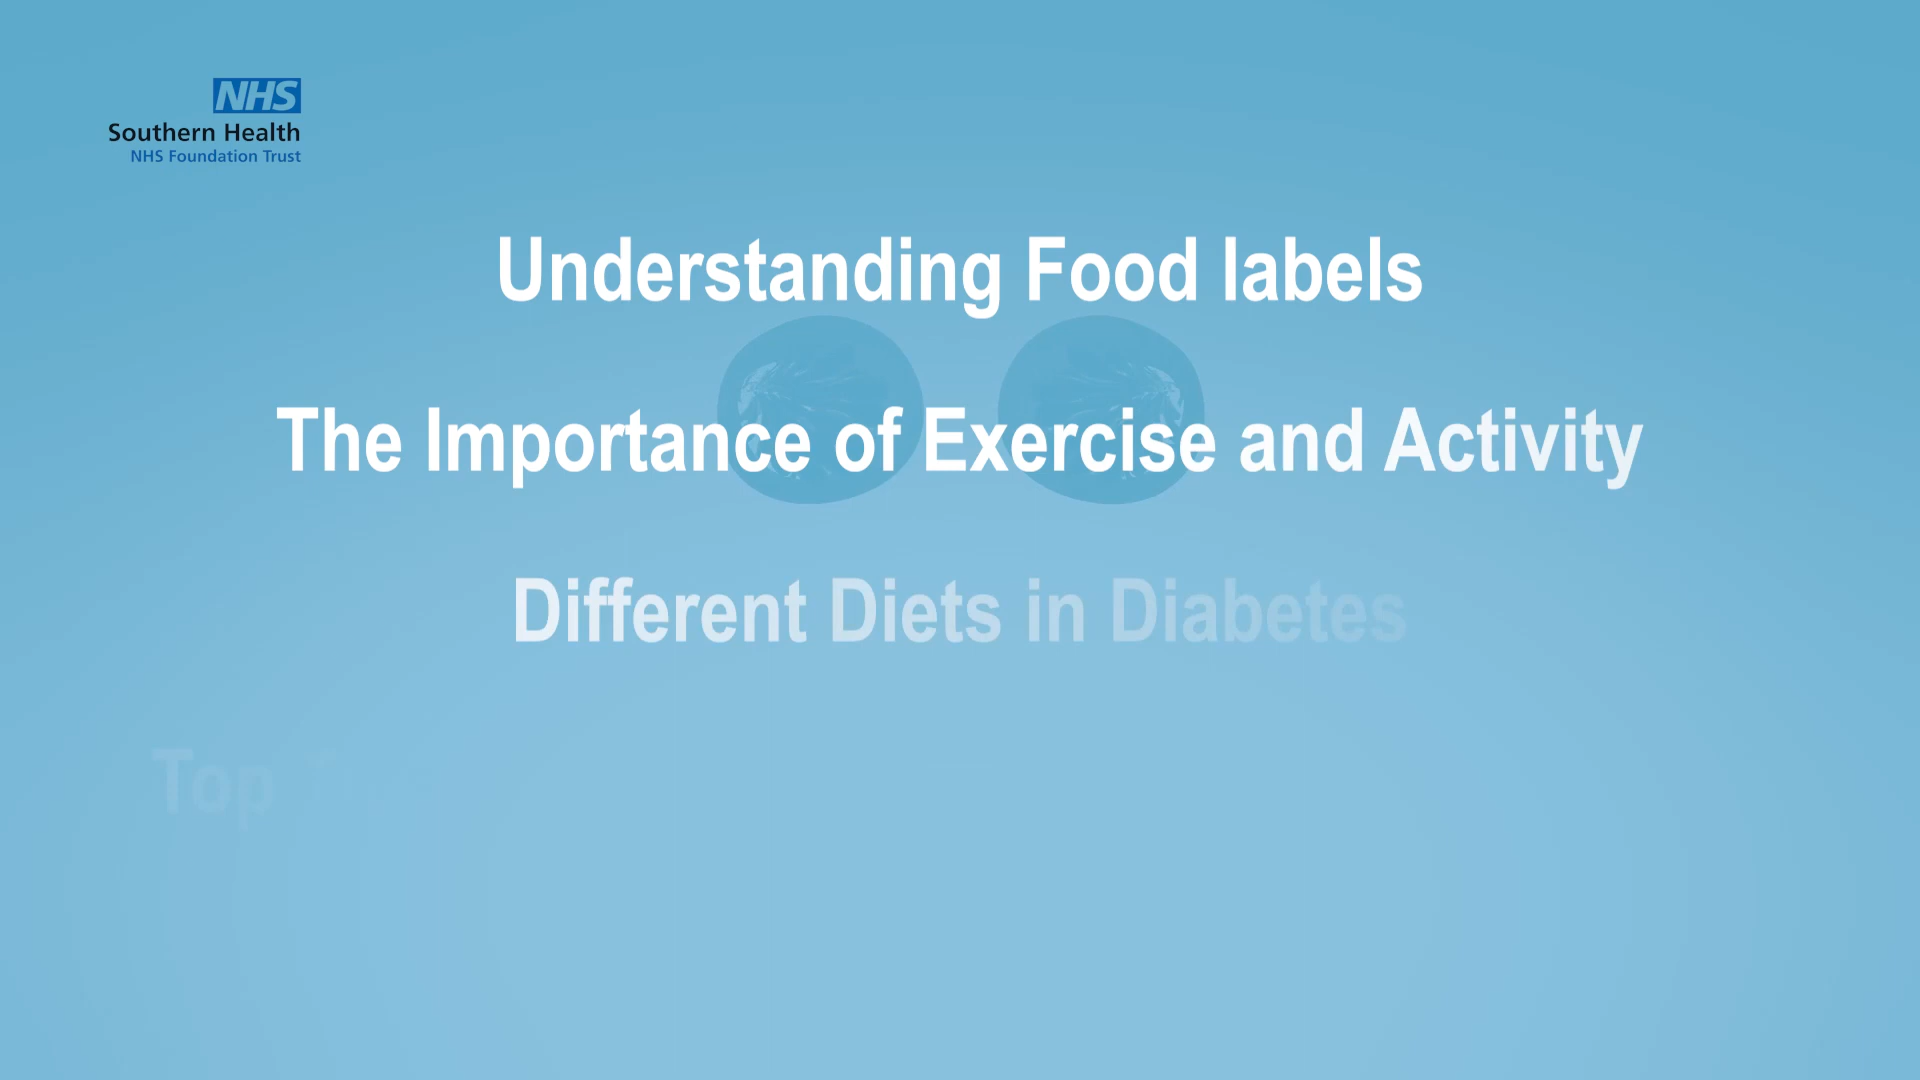 NHS
Southern Health
NHS Foundation Trust
Understanding Food labels
The Importance of Exercise and Activity
Different Diets in Diabetes
Top